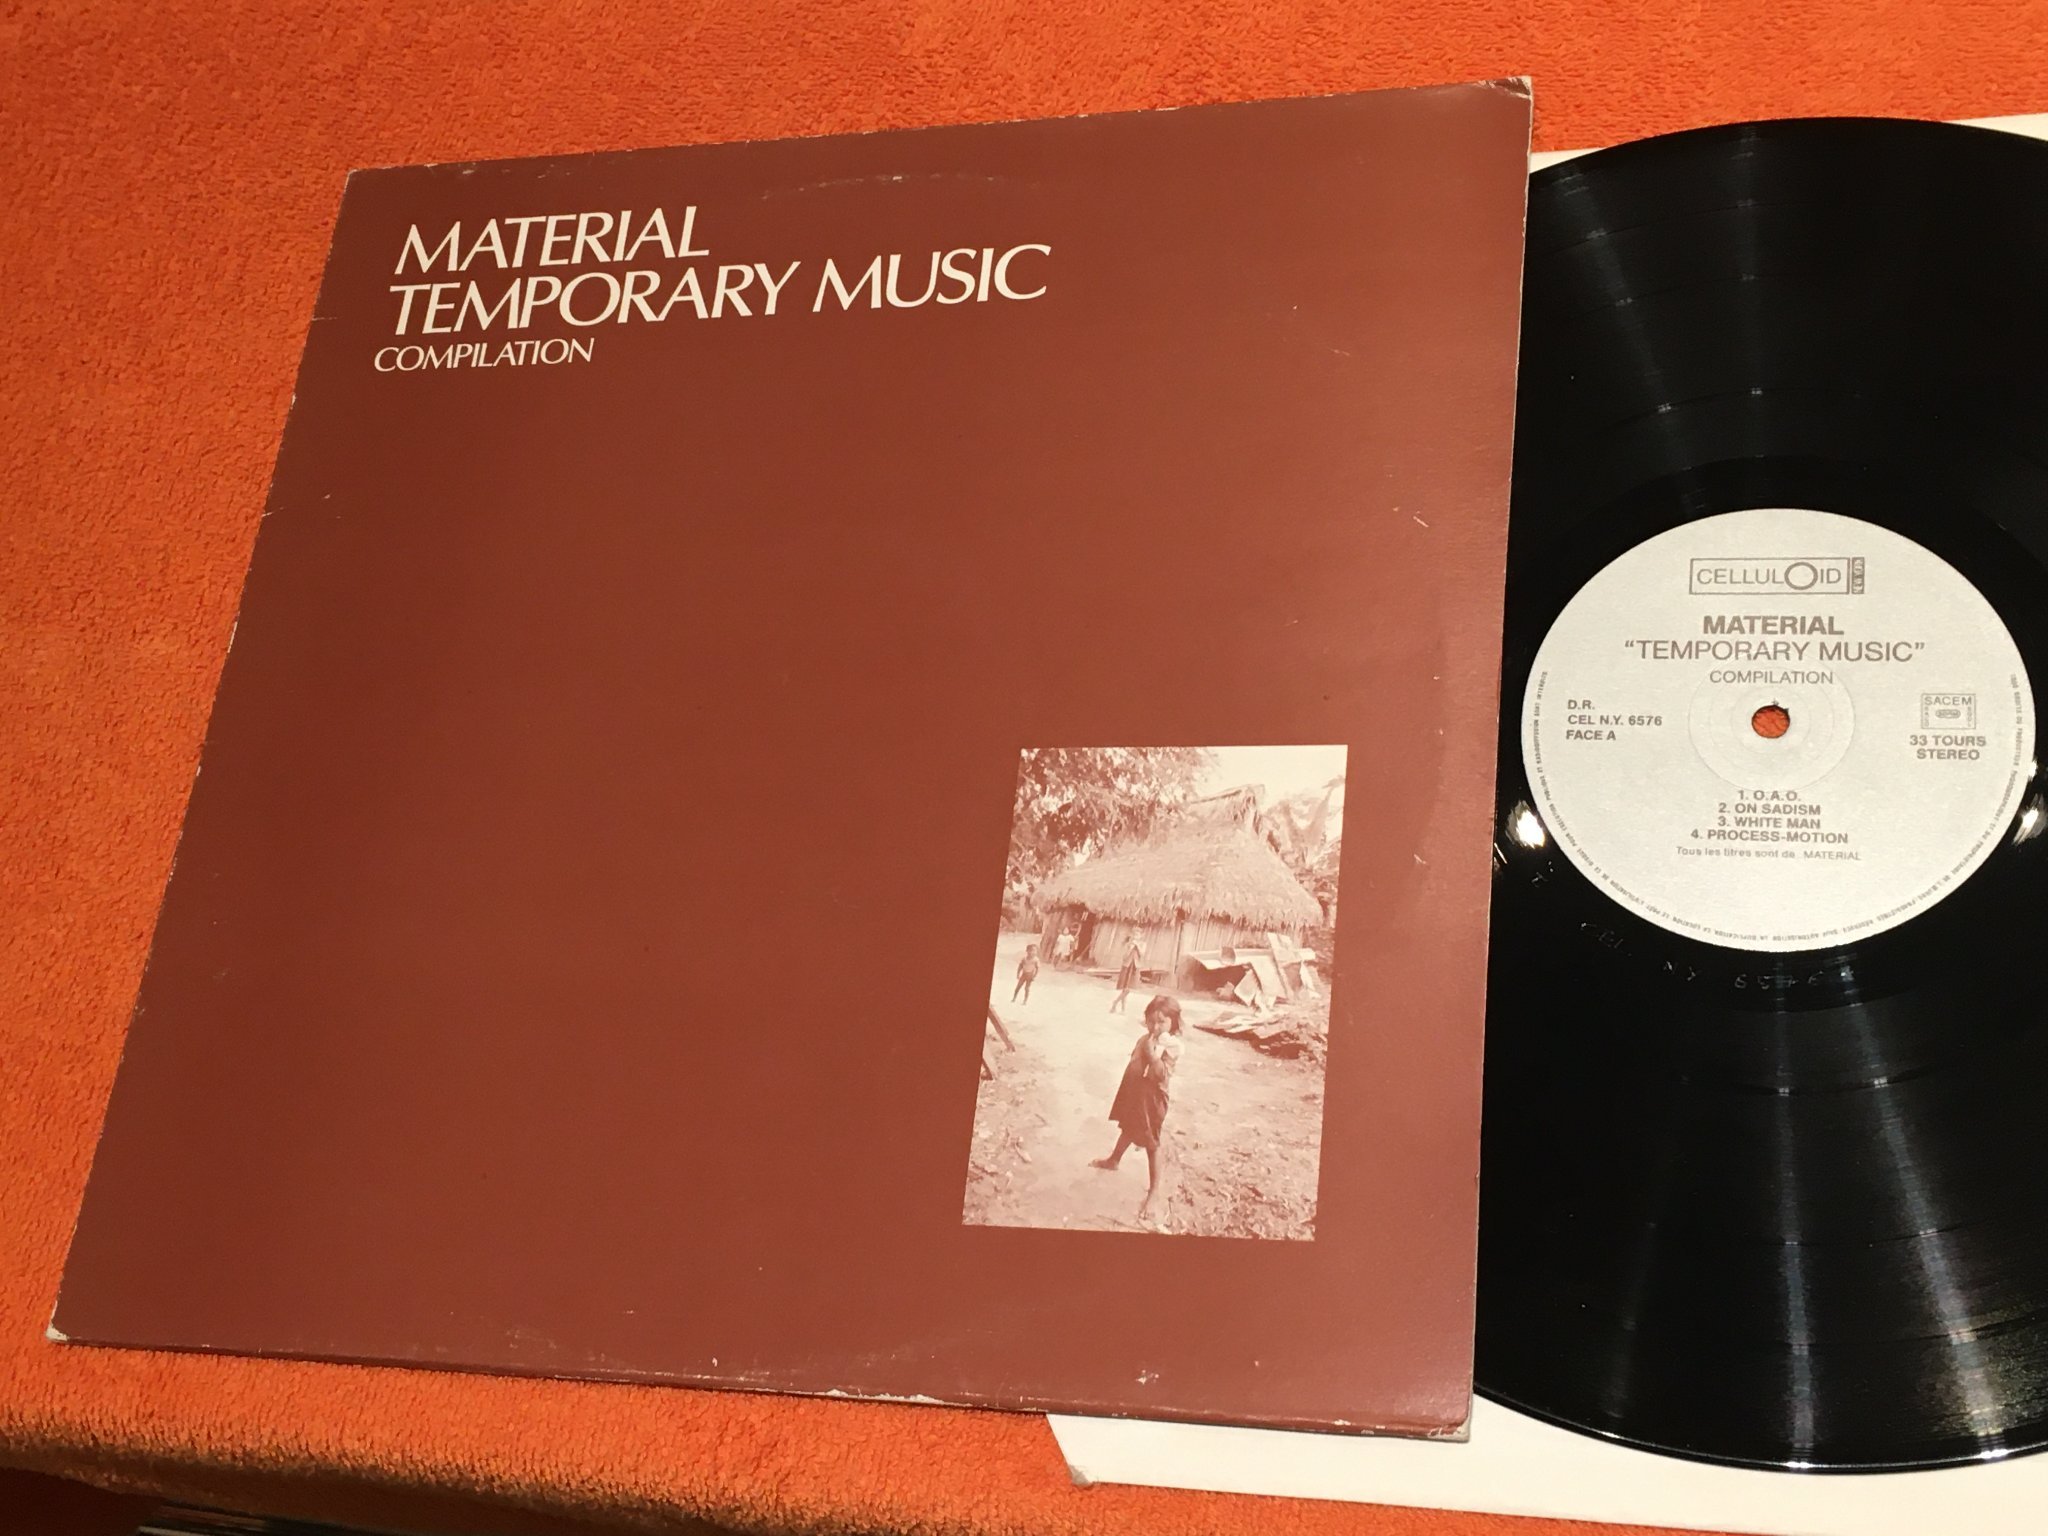 MATERIAL
TEMPORARY MUSIC
COMPILATION
CELLULOID
MATERIAL
"TEMPORARY MUSIC"
COMPILATION
D.R.
CEL N.Y. 6576
FACE A
SACEM
33 TOURS
STEREO
1. O.A.O.
2. ON SADISM
3. WHITE MAN
4. PROCESS-MOTION
Tous les titres sont de MATERIAL